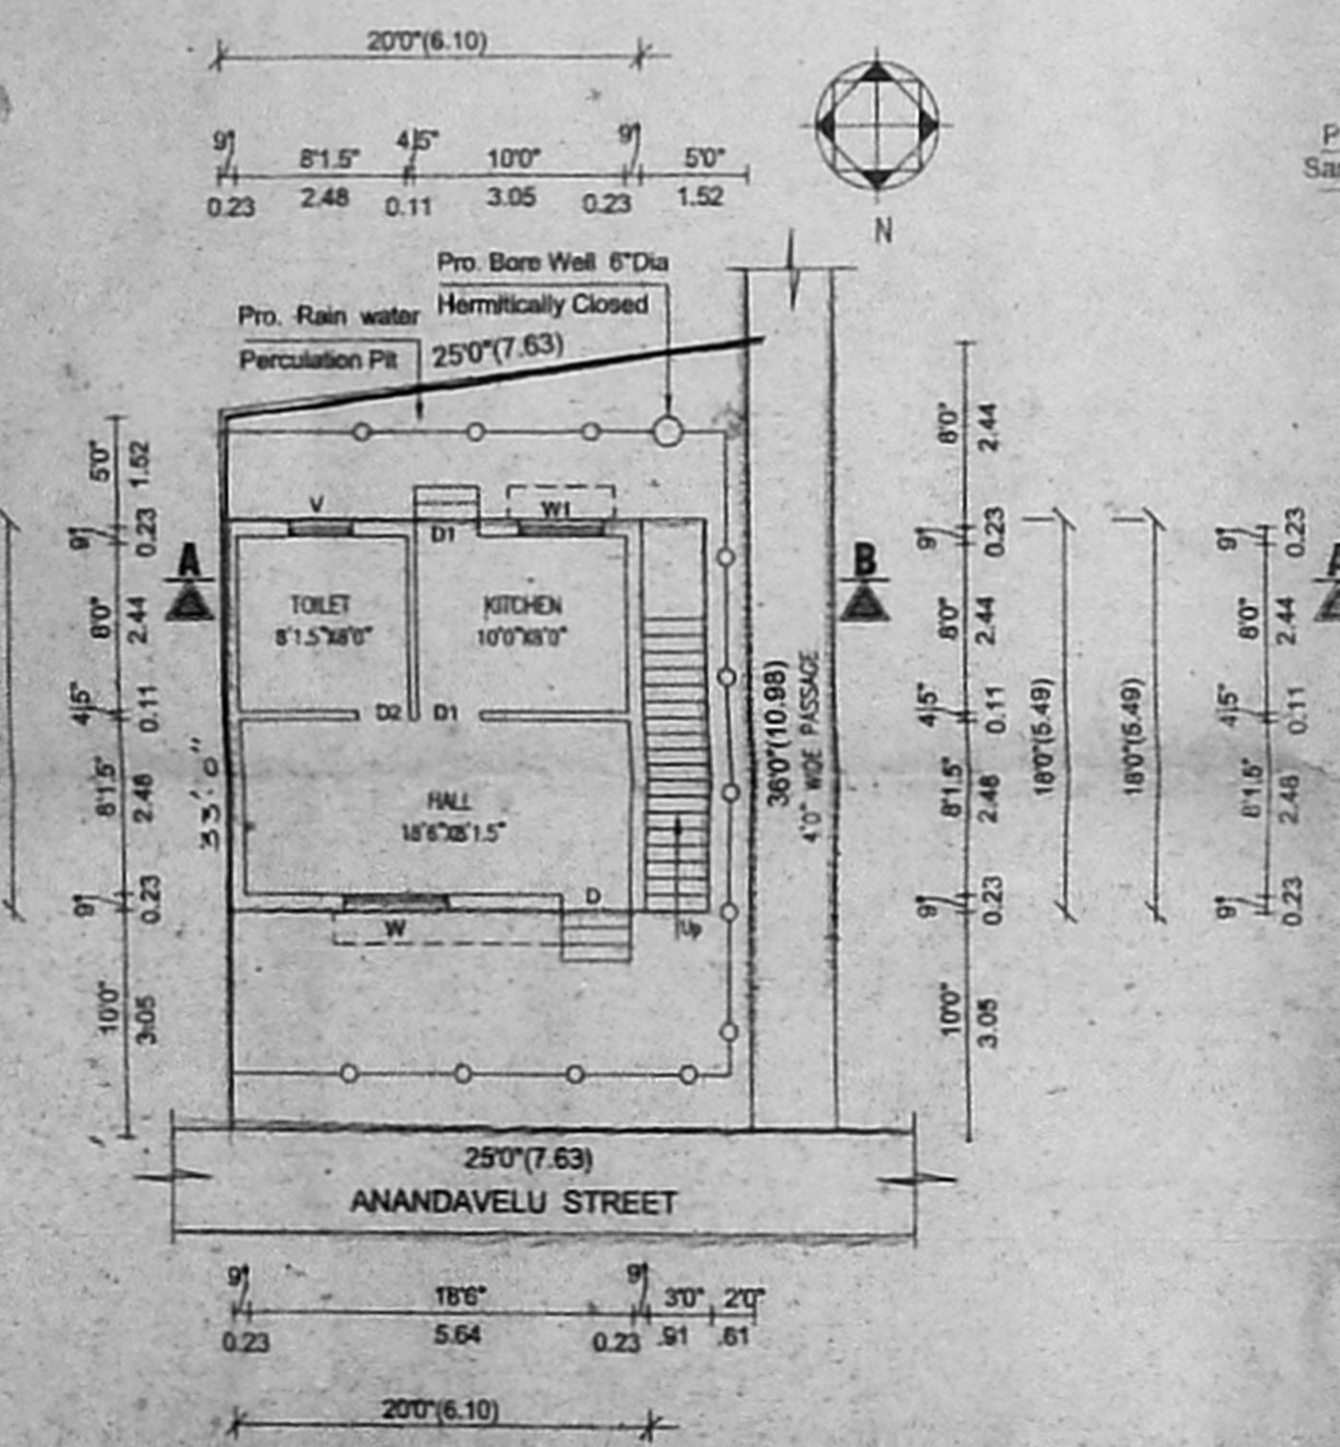 20'0"(6.10)
9" 8'1.5" 4.5" 10'0" 9" 5'0"
0.23 2.48 0.11 3.05 0.23 1.52
N
Pro. Bore Well 6"Dia
Hermitically Closed
Pro. Rain water
Perculation Pit
25'0"(7.63)
5'0" 1.52
9" 0.23
8'0" 2.44
4.5" 0.11
8'1.5" 2.48
9" 0.23
10'0" 3.05
33'.0"
A
V
D1
W1
TOILET
8'1.5"X8'0"
KITCHEN
10'0"X8'0"
D2 D1
HALL
18'6"X8'1.5"
D
W
Up
36'0"(10.98)
4'0" WIDE PASSAGE
B
8'0" 2.44
9" 0.23
8'0" 2.44
4.5" 0.11
8'1.5" 2.48
9" 0.23
10'0" 3.05
18'0"(5.49)
18'0"(5.49)
9" 0.23
8'0" 2.44
4.5" 0.11
8'1.5" 2.48
9" 0.23
25'0"(7.63)
ANANDAVELU STREET
9" 18'6" 9" 3'0" 2'0"
0.23 5.64 0.23 .91 .61
20'0"(6.10)